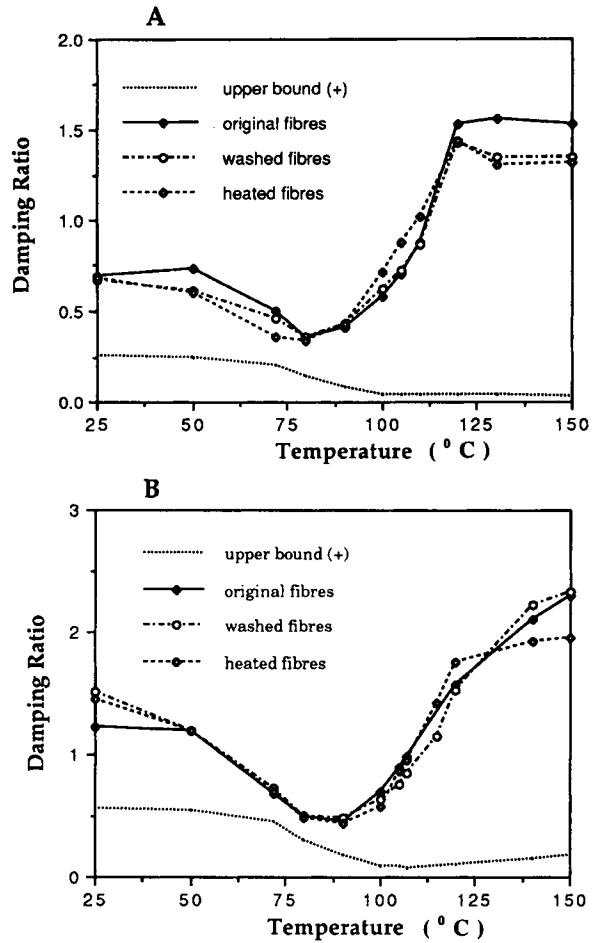 A
2.0
1.5
1.0
0.5
0.0
Damping Ratio
upper bound (+)
original fibres
washed fibres
heated fibres
25
50
75
100
125
150
Temperature ( ⁰ C )
B
3
2
1
0
Damping Ratio
upper bound (+)
original fibres
washed fibres
heated fibres
25
50
75
100
125
150
Temperature ( ⁰ C )